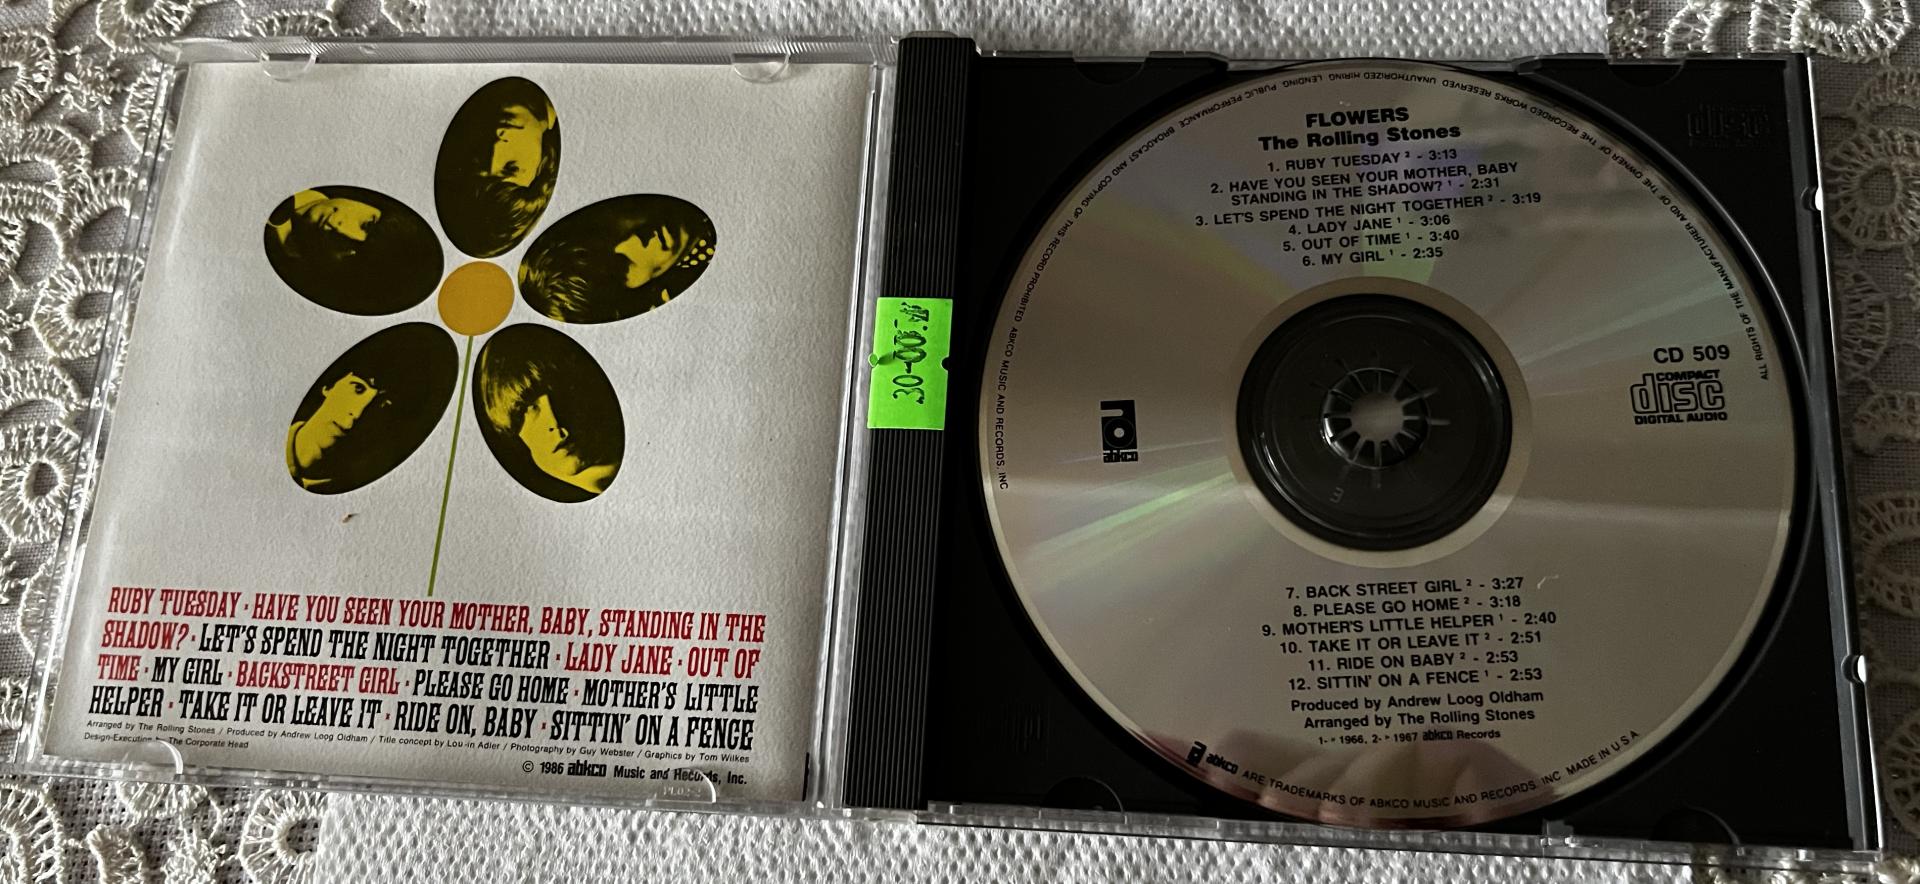 RUBY TUESDAY · HAVE YOU SEEN YOUR MOTHER, BABY, STANDING IN THE
SHADOW? · LET'S SPEND THE NIGHT TOGETHER · LADY JANE · OUT OF
TIME · MY GIRL · BACKSTREET GIRL · PLEASE GO HOME · MOTHER'S LITTLE
HELPER · TAKE IT OR LEAVE IT · RIDE ON, BABY · SITTIN' ON A FENCE
Arranged by The Rolling Stones / Produced by Andrew Loog Oldham / Title concept by Lou-in Adler / Photography by Guy Webster / Graphics by Tom Wilkes
Design-Execution by The Corporate Head
© 1986 abkco Music and Records, Inc.
30-00
FLOWERS
The Rolling Stones
1. RUBY TUESDAY ² - 3:13
2. HAVE YOU SEEN YOUR MOTHER, BABY
STANDING IN THE SHADOW? ¹ - 2:31
3. LET'S SPEND THE NIGHT TOGETHER ² - 3:19
4. LADY JANE ¹ - 3:06
5. OUT OF TIME ¹ - 3:40
6. MY GIRL ¹ - 2:35
CD 509
COMPACT
disc
DIGITAL AUDIO
abkco
3
7. BACK STREET GIRL ² - 3:27
8. PLEASE GO HOME ² - 3:18
9. MOTHER'S LITTLE HELPER ¹ - 2:40
10. TAKE IT OR LEAVE IT ² - 2:51
11. RIDE ON BABY ² - 2:53
12. SITTIN' ON A FENCE ¹ - 2:53
Produced by Andrew Loog Oldham
Arranged by The Rolling Stones
1- ℗ 1966, 2- ℗ 1967 abkco Records
ALL RIGHTS OF THE MANUFACTURER AND OF THE OWNER OF THE RECORDED WORKS RESERVED UNAUTHORIZED HIRING, LENDING, PUBLIC PERFORMANCE, BROADCAST AND COPYING OF THIS RECORD PROHIBITED. ABKCO MUSIC AND RECORDS, INC
abkco ARE TRADEMARKS OF ABKCO MUSIC AND RECORDS, INC MADE IN U S A
disc